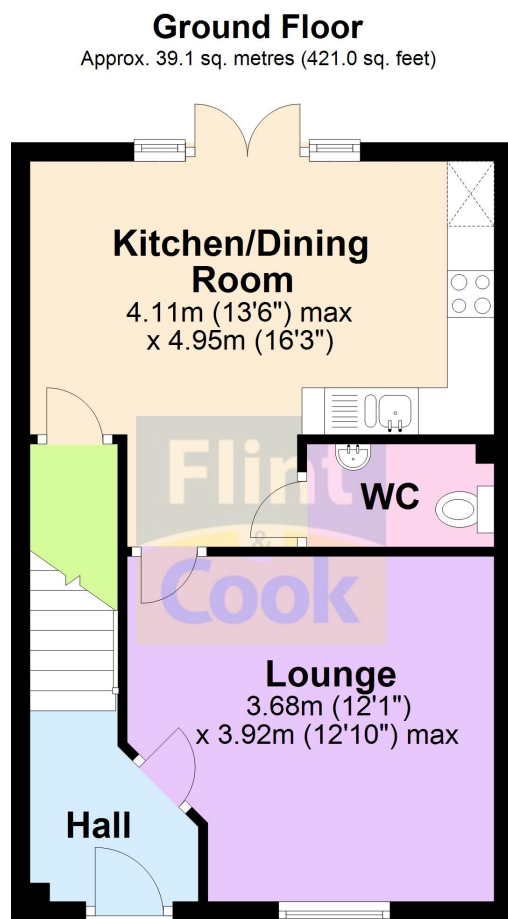 Ground Floor
Approx. 39.1 sq. metres (421.0 sq. feet)
Kitchen/Dining
Room
4.11m (13'6") max
x 4.95m (16'3")
Flint
&
Cook
WC
Lounge
3.68m (12'1")
x 3.92m (12'10") max
Hall